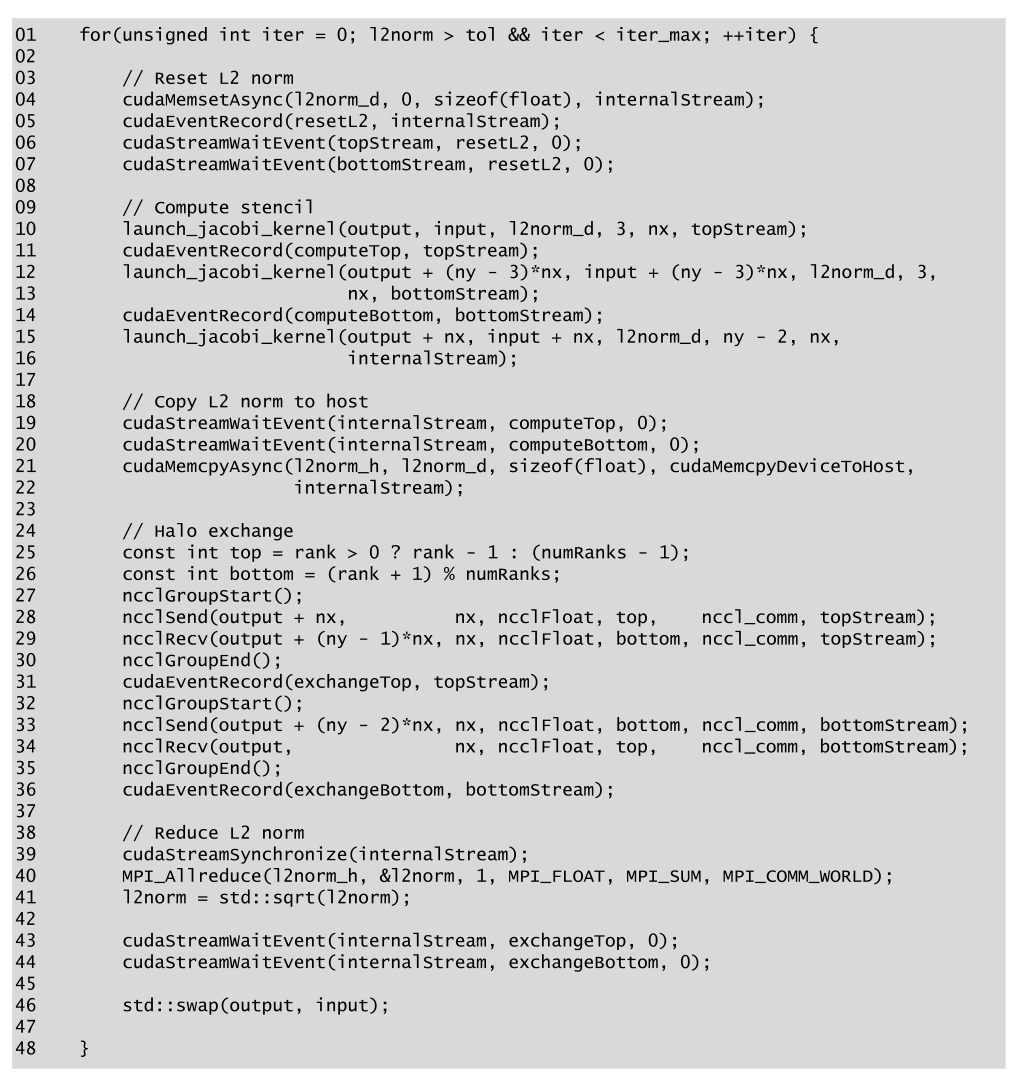 01 for(unsigned int iter = 0; l2norm > tol && iter < iter_max; ++iter) {
02
03 // Reset L2 norm
04 cudaMemsetAsync(l2norm_d, 0, sizeof(float), internalStream);
05 cudaEventRecord(resetL2, internalStream);
06 cudaStreamWaitEvent(topStream, resetL2, 0);
07 cudaStreamWaitEvent(bottomStream, resetL2, 0);
08
09 // Compute stencil
10 launch_jacobi_kernel(output, input, l2norm_d, 3, nx, topStream);
11 cudaEventRecord(computeTop, topStream);
12 launch_jacobi_kernel(output + (ny - 3)*nx, input + (ny - 3)*nx, l2norm_d, 3,
13 nx, bottomStream);
14 cudaEventRecord(computeBottom, bottomStream);
15 launch_jacobi_kernel(output + nx, input + nx, l2norm_d, ny - 2, nx,
16 internalStream);
17
18 // Copy L2 norm to host
19 cudaStreamWaitEvent(internalStream, computeTop, 0);
20 cudaStreamWaitEvent(internalStream, computeBottom, 0);
21 cudaMemcpyAsync(l2norm_h, l2norm_d, sizeof(float), cudaMemcpyDeviceToHost,
22 internalStream);
23
24 // Halo exchange
25 const int top = rank > 0 ? rank - 1 : (numRanks - 1);
26 const int bottom = (rank + 1) % numRanks;
27 ncclGroupStart();
28 ncclSend(output + nx, nx, ncclFloat, top, nccl_comm, topStream);
29 ncclRecv(output + (ny - 1)*nx, nx, ncclFloat, bottom, nccl_comm, topStream);
30 ncclGroupEnd();
31 cudaEventRecord(exchangeTop, topStream);
32 ncclGroupStart();
33 ncclSend(output + (ny - 2)*nx, nx, ncclFloat, bottom, nccl_comm, bottomStream);
34 ncclRecv(output, nx, ncclFloat, top, nccl_comm, bottomStream);
35 ncclGroupEnd();
36 cudaEventRecord(exchangeBottom, bottomStream);
37
38 // Reduce L2 norm
39 cudaStreamSynchronize(internalStream);
40 MPI_Allreduce(l2norm_h, &l2norm, 1, MPI_FLOAT, MPI_SUM, MPI_COMM_WORLD);
41 l2norm = std::sqrt(l2norm);
42
43 cudaStreamWaitEvent(internalStream, exchangeTop, 0);
44 cudaStreamWaitEvent(internalStream, exchangeBottom, 0);
45
46 std::swap(output, input);
47
48 }